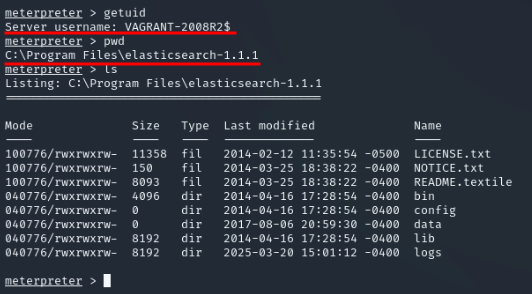 meterpreter > getuid
Server username: VAGRANT-2008R2$
meterpreter > pwd
C:\Program Files\elasticsearch-1.1.1
meterpreter > ls
Listing: C:\Program Files\elasticsearch-1.1.1
=============================================
Mode Size Type Last modified Name
---- ---- ---- ------------- ----
100776/rwxrwxrw- 11358 fil 2014-02-12 11:35:54 -0500 LICENSE.txt
100776/rwxrwxrw- 150 fil 2014-03-25 18:38:22 -0400 NOTICE.txt
100776/rwxrwxrw- 8093 fil 2014-03-25 18:38:22 -0400 README.textile
040776/rwxrwxrw- 4096 dir 2014-04-16 17:28:54 -0400 bin
040776/rwxrwxrw- 0 dir 2014-04-16 17:28:54 -0400 config
040776/rwxrwxrw- 0 dir 2017-08-06 20:59:30 -0400 data
040776/rwxrwxrw- 8192 dir 2014-04-16 17:28:54 -0400 lib
040776/rwxrwxrw- 8192 dir 2025-03-20 15:01:12 -0400 logs
meterpreter >